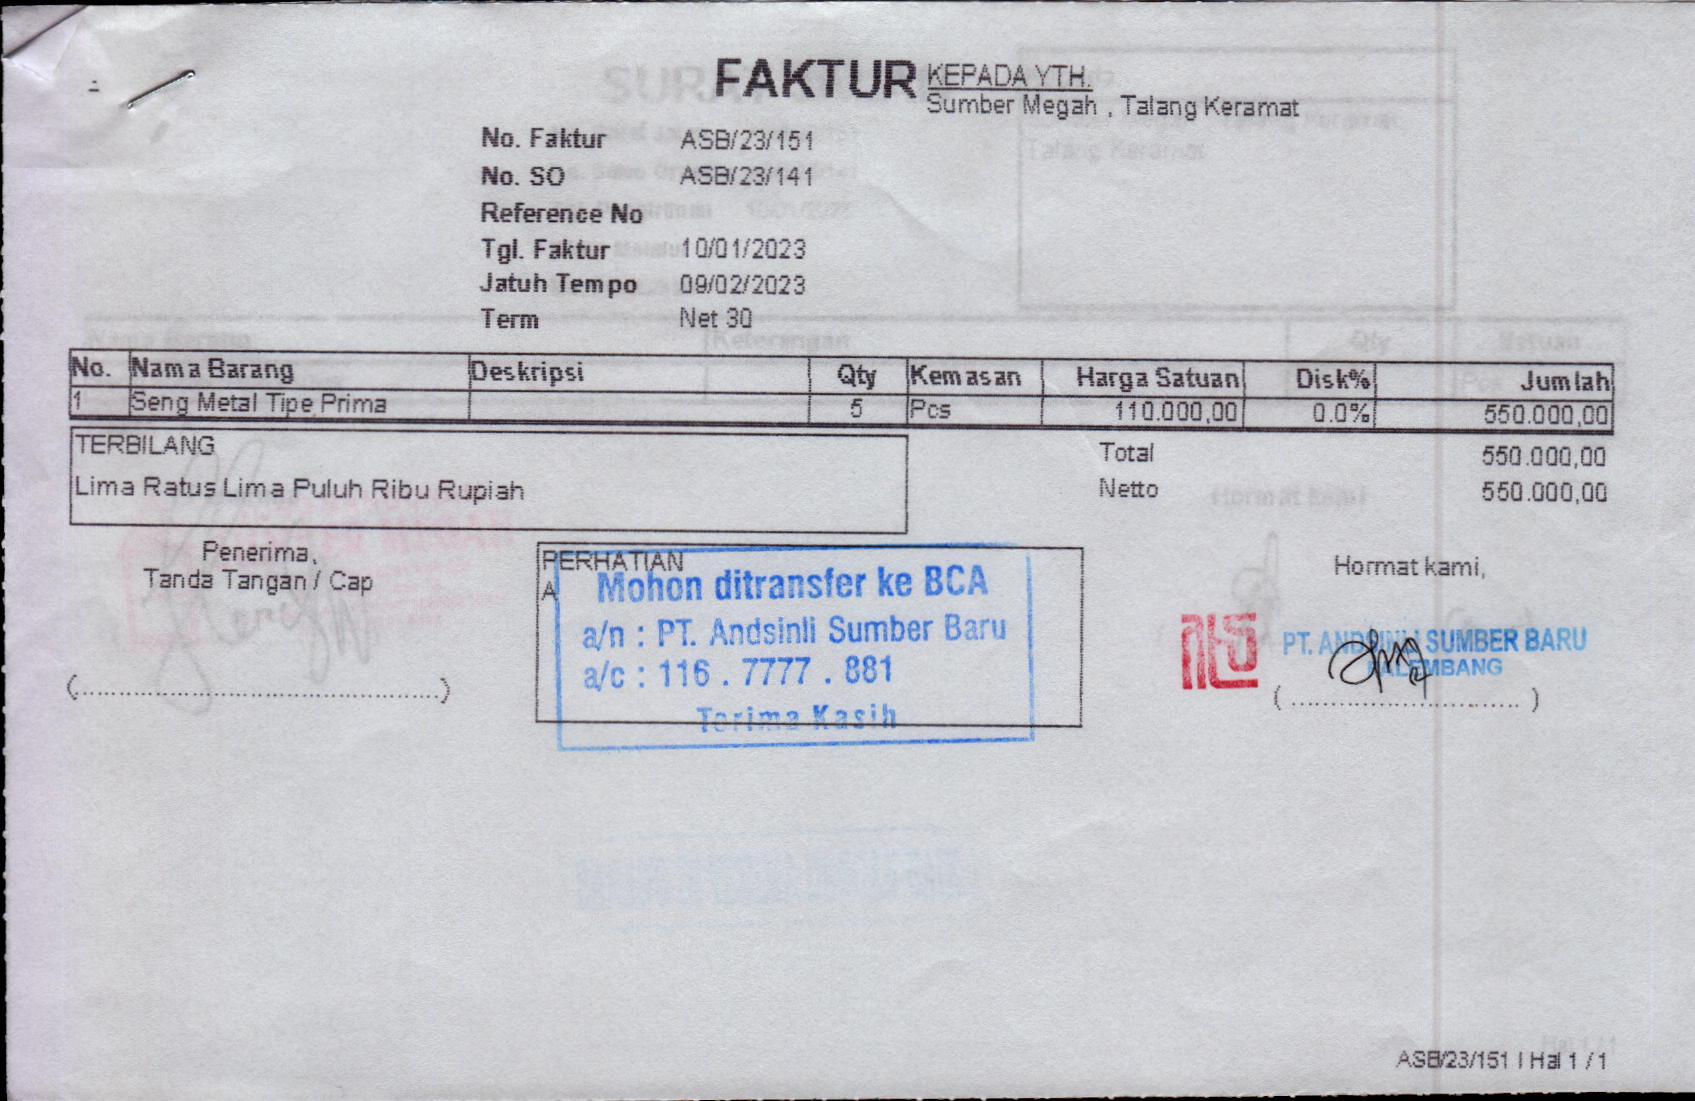 FAKTUR
KEPADA YTH.
Sumber Megah , Talang Keramat
No. Faktur ASB/23/151
No. SO ASB/23/141
Reference No
Tgl. Faktur 10/01/2023
Jatuh Tempo 09/02/2023
Term Net 30
No. Nama Barang Deskripsi Qty Kemasan Harga Satuan Disk% Jumlah
1 Seng Metal Tipe Prima 5 Pcs 110.000,00 0.0% 550.000,00
TERBILANG
Lima Ratus Lima Puluh Ribu Rupiah
Total 550.000,00
Netto 550.000,00
Penerima,
Tanda Tangan / Cap
(........................................)
PERHATIAN
A
Mohon ditransfer ke BCA
a/n : PT. Andsinli Sumber Baru
a/c : 116 . 7777 . 881
Terima Kasih
Hormat kami,
PT. ANDSINLI SUMBER BARU
PALEMBANG
( ............................ )
ASB/23/151 | Hal 1 / 1